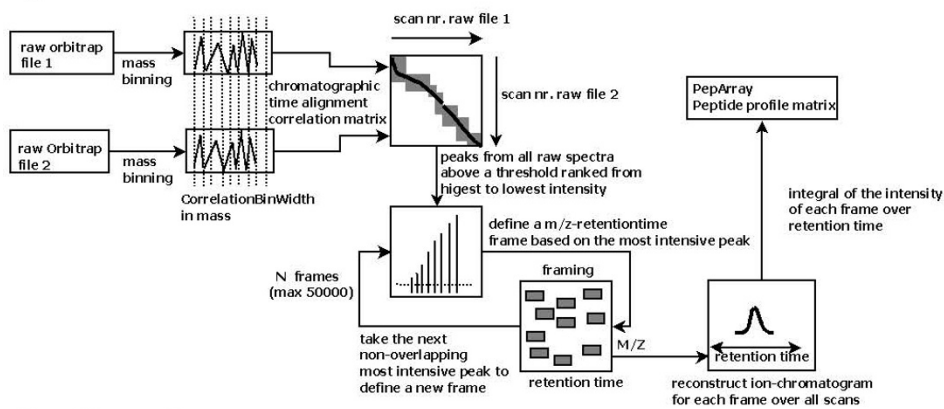 scan nr. raw file 1
raw orbitrap
file 1
mass
binning
chromatographic
time alignment
correlation matrix
scan nr. raw file 2
PepArray
Peptide profile matrix
raw Orbitrap
file 2
mass
binning
CorrelationBinWidth
in mass
peaks from all raw spectra
above a threshold ranked from
higest to lowest intensity
integral of the intensity
of each frame over
retention time
define a m/z-retentiontime
frame based on the most intensive peak
N frames
(max 50000)
framing
take the next
non-overlapping
most intensive peak to
define a new frame
M/Z
retention time
retention time
reconstruct ion-chromatogram
for each frame over all scans